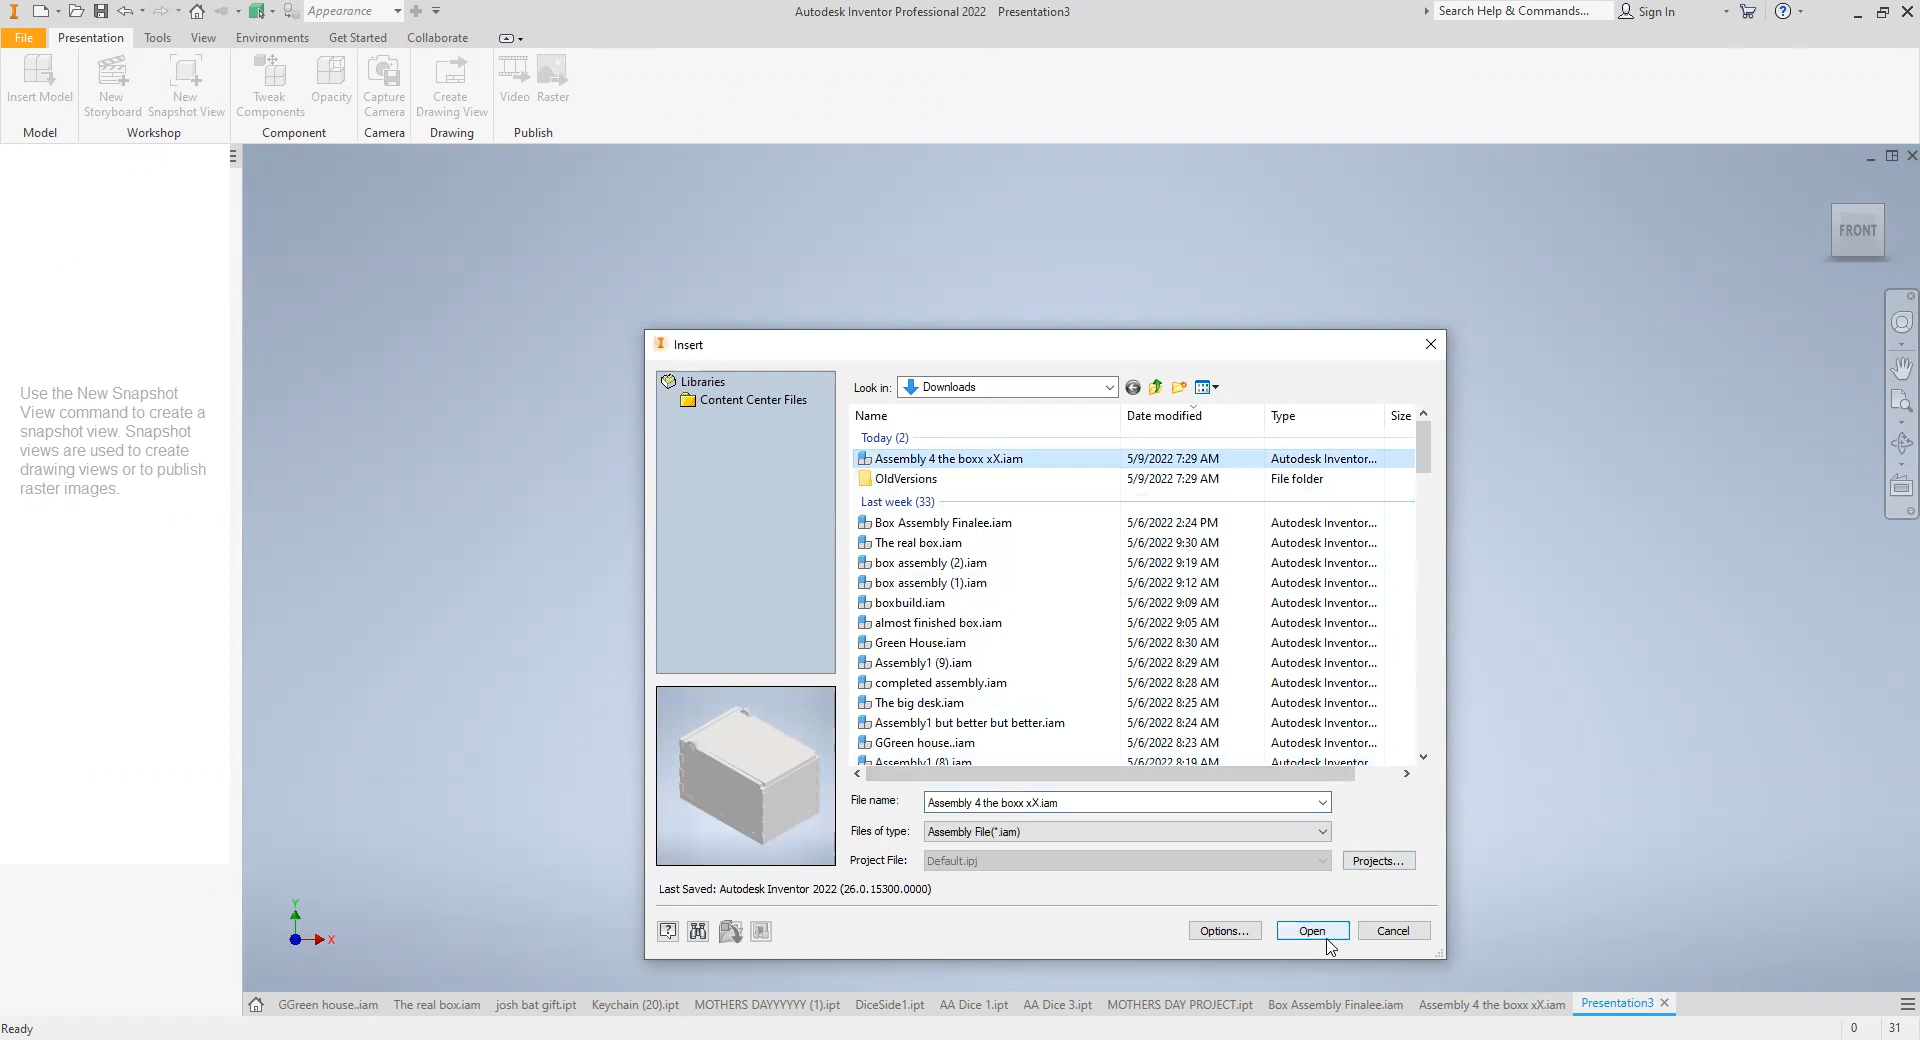 Appearance
Autodesk Inventor Professional 2022 Presentation3
Search Help & Commands...
Sign In
File Presentation Tools View Environments Get Started Collaborate
Insert Model
New Storyboard
New Snapshot View
Tweak Components
Opacity
Capture Camera
Create Drawing View
Video
Raster
Model Workshop Component Camera Drawing Publish
Use the New Snapshot
View command to create a
snapshot view. Snapshot
views are used to create
drawing views or to publish
raster images.
FRONT
Insert
Libraries
Content Center Files
Look in: Downloads
Name Date modified Type Size
Today (2)
Assembly 4 the boxx xX.iam 5/9/2022 7:29 AM Autodesk Inventor...
OldVersions 5/9/2022 7:29 AM File folder
Last week (33)
Box Assembly Finalee.iam 5/6/2022 2:24 PM Autodesk Inventor...
The real box.iam 5/6/2022 9:30 AM Autodesk Inventor...
box assembly (2).iam 5/6/2022 9:19 AM Autodesk Inventor...
box assembly (1).iam 5/6/2022 9:12 AM Autodesk Inventor...
boxbuild.iam 5/6/2022 9:09 AM Autodesk Inventor...
almost finished box.iam 5/6/2022 9:05 AM Autodesk Inventor...
Green House.iam 5/6/2022 8:30 AM Autodesk Inventor...
Assembly1 (9).iam 5/6/2022 8:29 AM Autodesk Inventor...
completed assembly.iam 5/6/2022 8:28 AM Autodesk Inventor...
The big desk.iam 5/6/2022 8:25 AM Autodesk Inventor...
Assembly1 but better but better.iam 5/6/2022 8:24 AM Autodesk Inventor...
GGreen house..iam 5/6/2022 8:23 AM Autodesk Inventor...
Assembly1 (8).iam 5/6/2022 8:19 AM Autodesk Inventor
File name: Assembly 4 the boxx xX.iam
Files of type: Assembly File(*.iam)
Project File: Default.ipj Projects...
Last Saved: Autodesk Inventor 2022 (26.0.15300.0000)
Options... Open Cancel
Y
X
GGreen house..iam The real box.iam josh bat gift.ipt Keychain (20).ipt MOTHERS DAYYYYYY (1).ipt DiceSide1.ipt AA Dice 1.ipt AA Dice 3.ipt MOTHERS DAY PROJECT.ipt Box Assembly Finalee.iam Assembly 4 the boxx xX.iam Presentation3
Ready 0 31